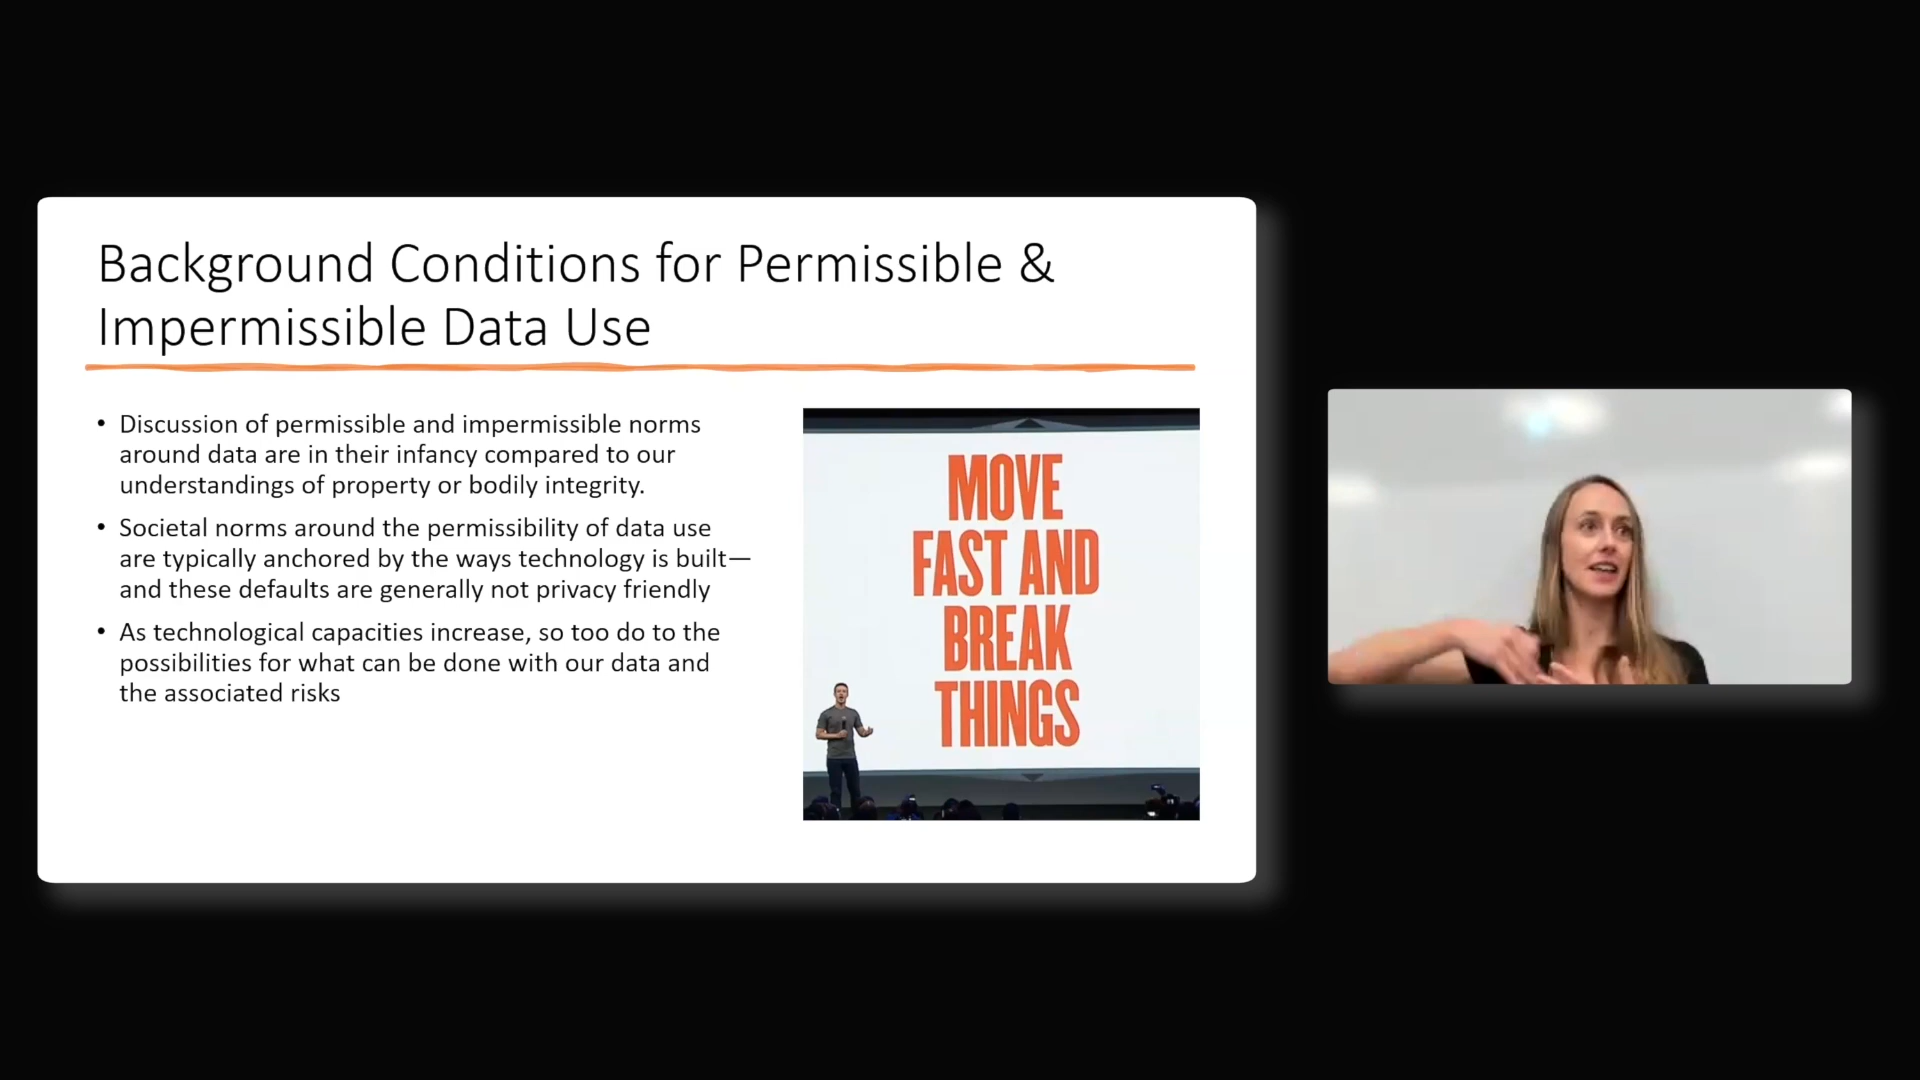 Background Conditions for Permissible &
Impermissible Data Use
• Discussion of permissible and impermissible norms
around data are in their infancy compared to our
understandings of property or bodily integrity.
• Societal norms around the permissibility of data use
are typically anchored by the ways technology is built—
and these defaults are generally not privacy friendly
• As technological capacities increase, so too do to the
possibilities for what can be done with our data and
the associated risks
MOVE
FAST AND
BREAK
THINGS